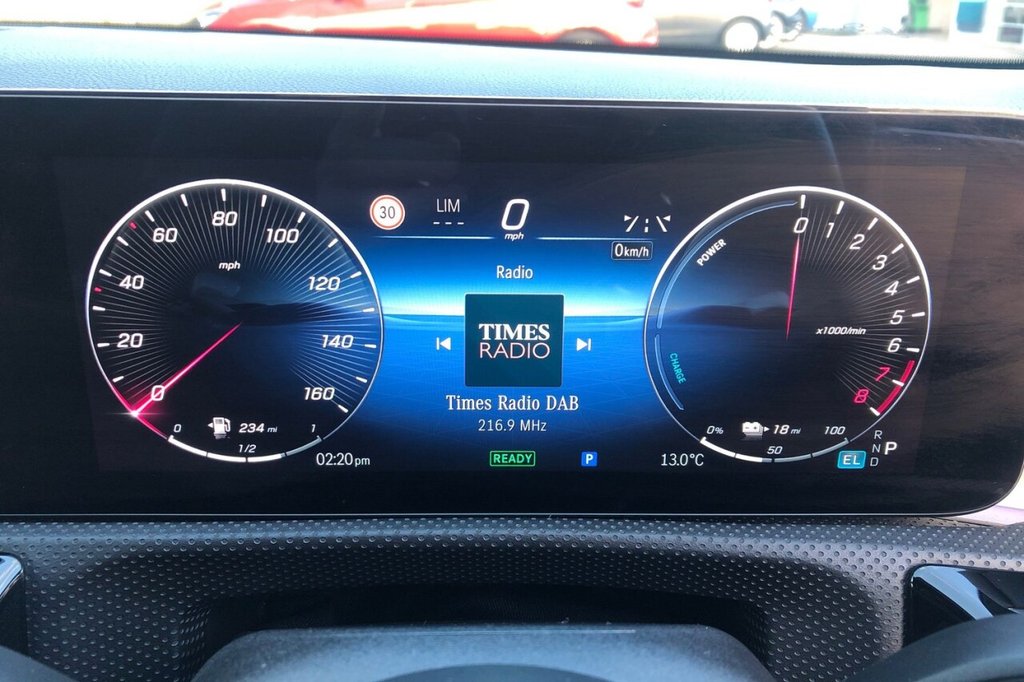 30
LIM
---
0
mph
0km/h
Radio
TIMES
RADIO
Times Radio DAB
216.9 MHz
READY
P
0
20
40
60
80
100
120
140
160
mph
234 mi
0
1/2
1
02:20pm
POWER
CHARGE
0
1
2
3
4
5
6
7
8
x1000/min
18 mi
0%
50
100
13.0°C
EL
R
N P
D